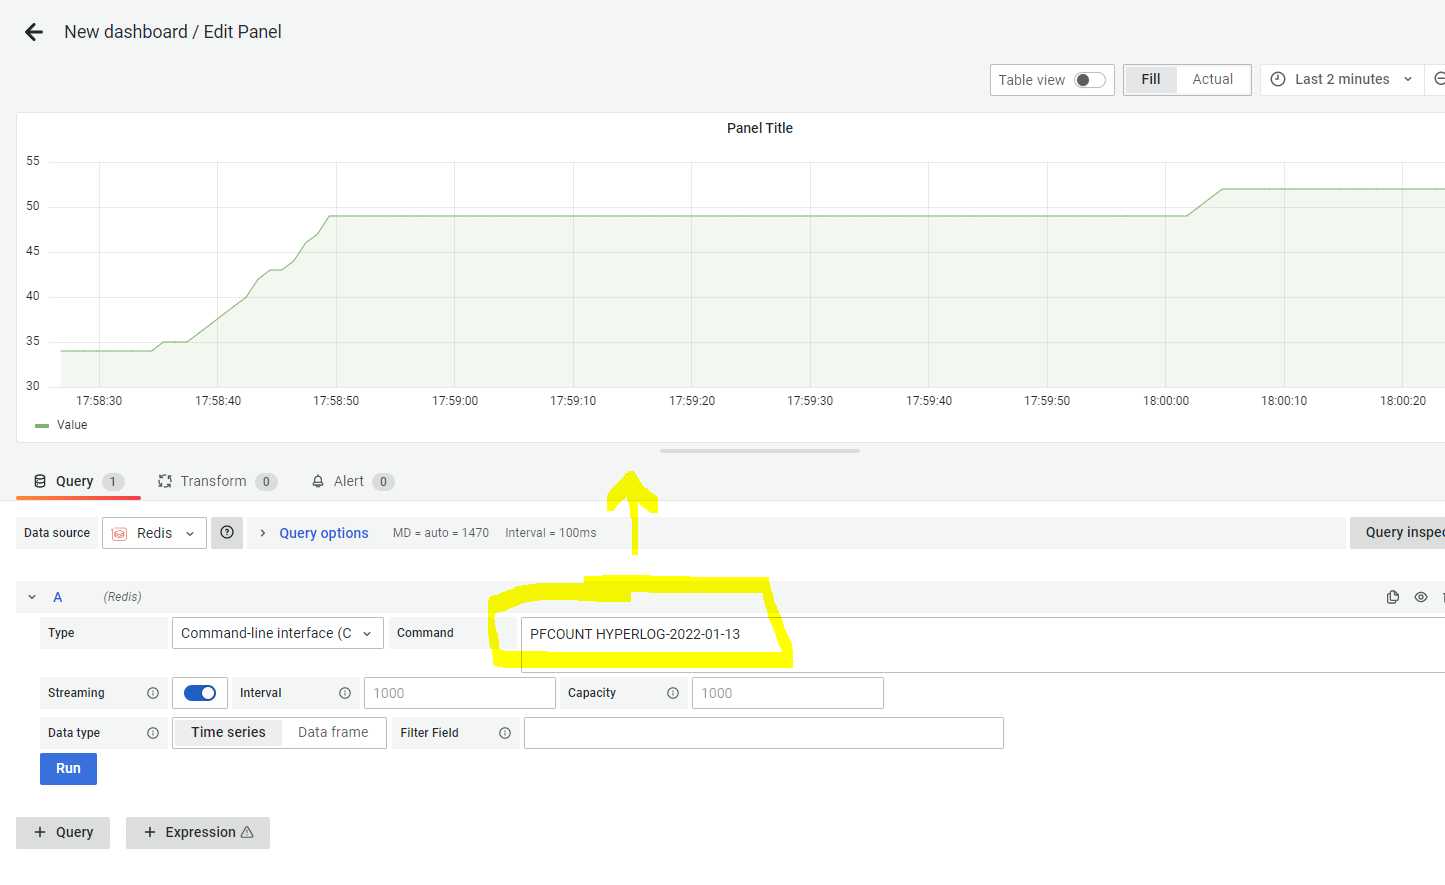 New dashboard / Edit Panel
Table view Fill Actual Last 2 minutes
Panel Title
55
50
45
40
35
30
17:58:30 17:58:40 17:58:50 17:59:00 17:59:10 17:59:20 17:59:30 17:59:40 17:59:50 18:00:00 18:00:10 18:00:20
Value
Query 1 Transform 0 Alert 0
Data source Redis Query options MD = auto = 1470 Interval = 100ms Query inspec
A (Redis)
Type Command-line interface (C Command PFCOUNT HYPERLOG-2022-01-13
Streaming Interval 1000 Capacity 1000
Data type Time series Data frame Filter Field
Run
+ Query + Expression